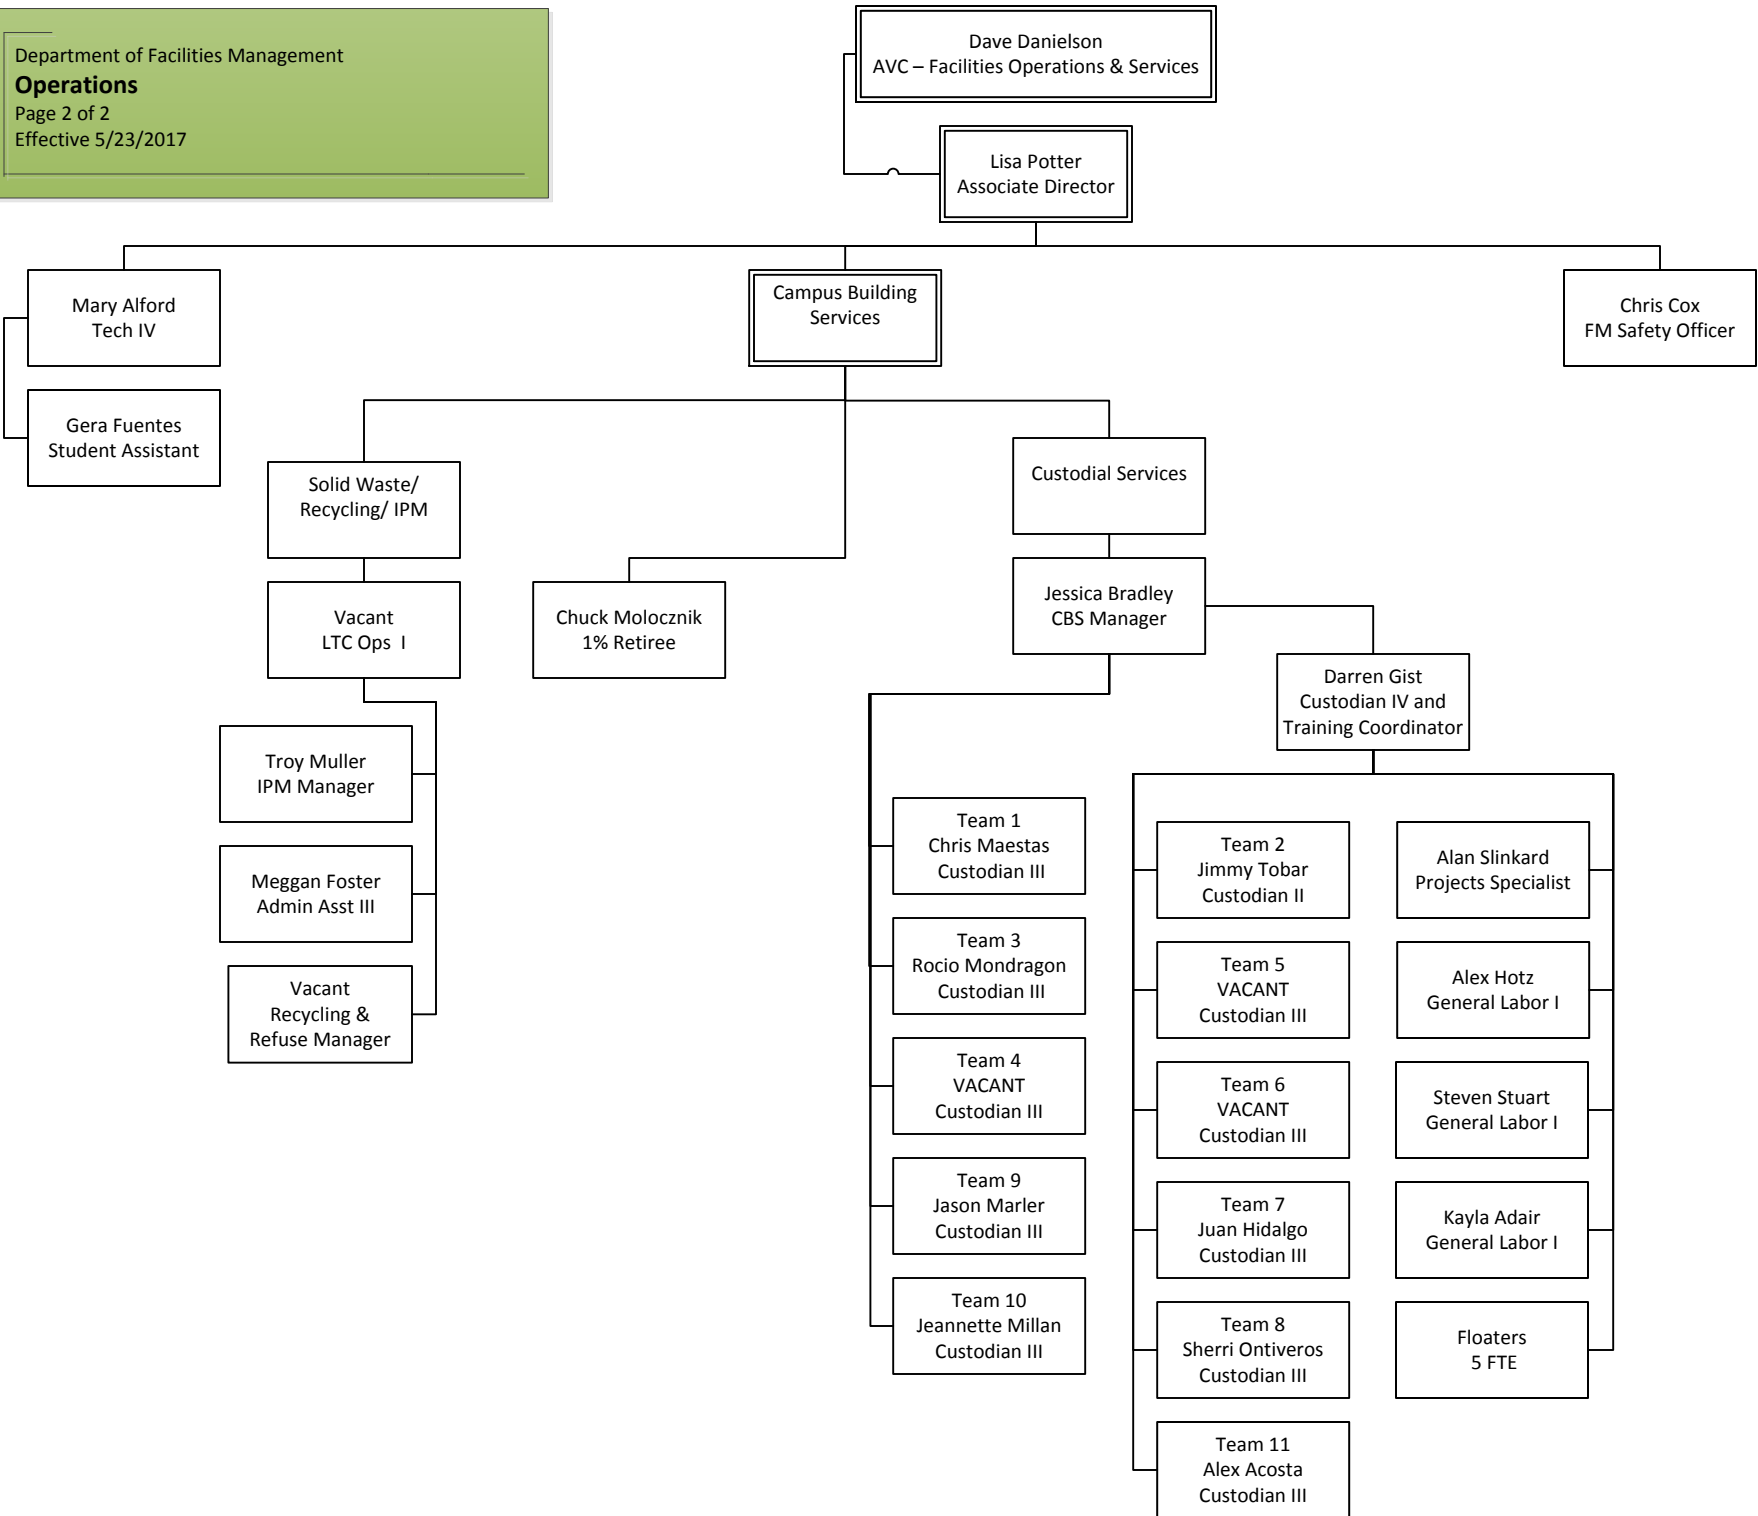 Department of Facilities Management
Operations
Page 2 of 2
Effective 5/23/2017
Dave Danielson
AVC – Facilities Operations & Services
Lisa Potter
Associate Director
Mary Alford
Tech IV
Gera Fuentes
Student Assistant
Campus Building
Services
Chris Cox
FM Safety Officer
Solid Waste/
Recycling/ IPM
Vacant
LTC Ops  I
Troy Muller
IPM Manager
Meggan Foster
Admin Asst III
Vacant
Recycling &
Refuse Manager
Chuck Molocznik
1% Retiree
Custodial Services
Jessica Bradley
CBS Manager
Darren Gist
Custodian IV and
Training Coordinator
Team 1
Chris Maestas
Custodian III
Team 3
Rocio Mondragon
Custodian III
Team 4
VACANT
Custodian III
Team 9
Jason Marler
Custodian III
Team 10
Jeannette Millan
Custodian III
Team 2
Jimmy Tobar
Custodian II
Team 5
VACANT
Custodian III
Team 6
VACANT
Custodian III
Team 7
Juan Hidalgo
Custodian III
Team 8
Sherri Ontiveros
Custodian III
Team 11
Alex Acosta
Custodian III
Alan Slinkard
Projects Specialist
Alex Hotz
General Labor I
Steven Stuart
General Labor I
Kayla Adair
General Labor I
Floaters
5 FTE